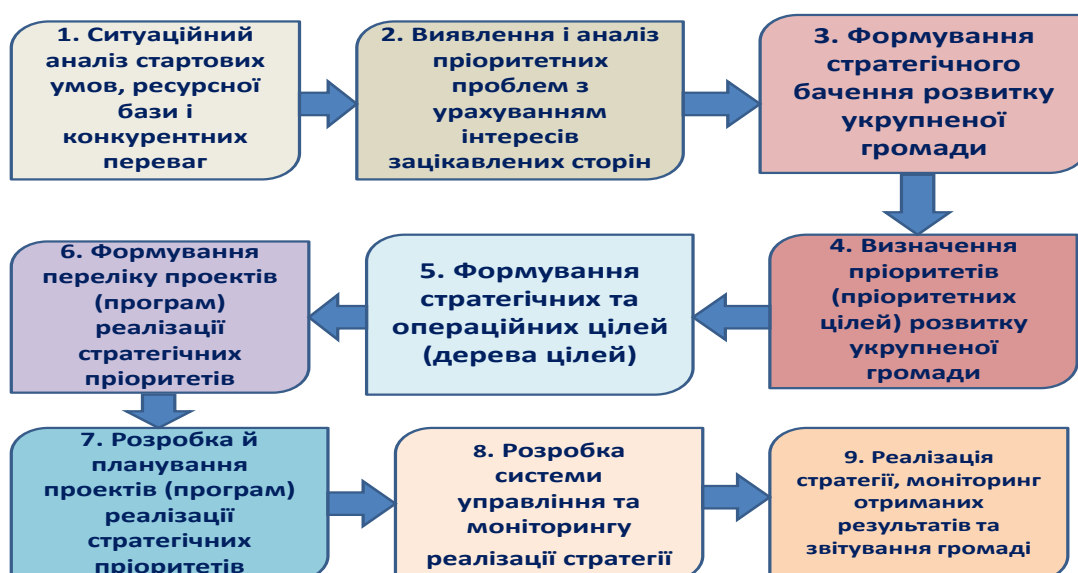 1. Ситуаційний
аналіз стартових
умов, ресурсної
бази і
конкурентних
переваг
2. Виявлення і аналіз
пріоритетних
проблем з
урахуванням
інтересів
зацікавлених сторін
3. Формування
стратегічного
бачення розвитку
укрупненої
громади
4. Визначення
пріоритетів
(пріоритетних
цілей) розвитку
укрупненої
громади
5. Формування
стратегічних та
операційних цілей
(дерева цілей)
6. Формування
переліку проектів
(програм)
реалізації
стратегічних
пріоритетів
7. Розробка й
планування
проектів (програм)
реалізації
стратегічних
пріоритетів
8. Розробка
системи
управління та
моніторингу
реалізації стратегії
9. Реалізація
стратегії, моніторинг
отриманих
результатів та
звітування громаді